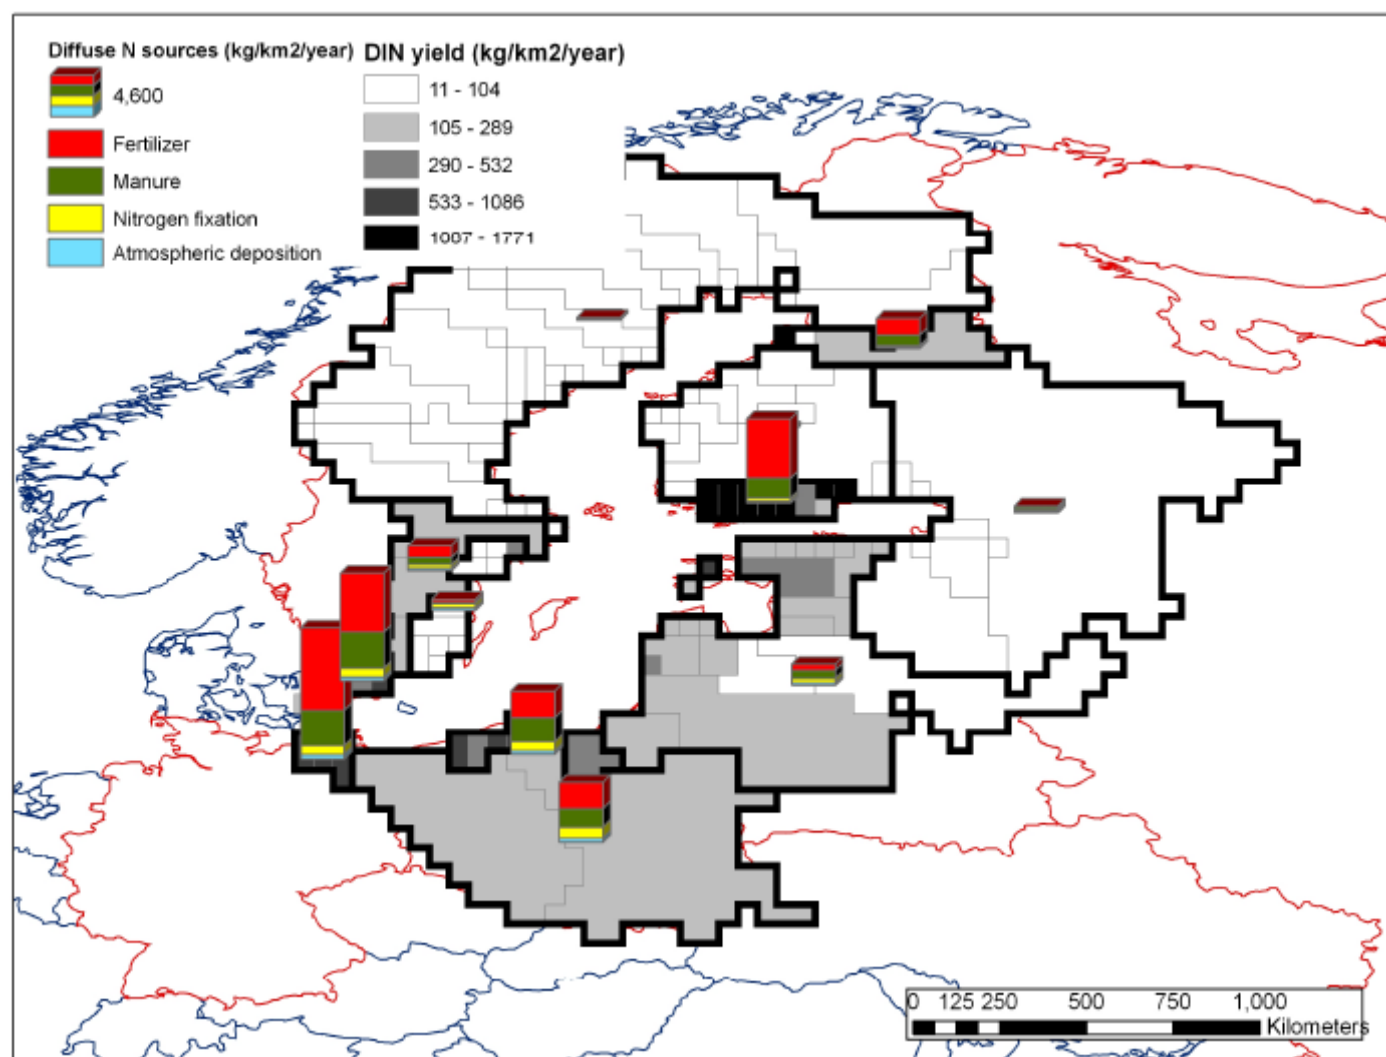 Diffuse N sources (kg/km2/year)
4,600
Fertilizer
Manure
Nitrogen fixation
Atmospheric deposition
DIN yield (kg/km2/year)
11 - 104
105 - 289
290 - 532
533 - 1086
1007 - 1771
0 125 250 500 750 1,000
Kilometers